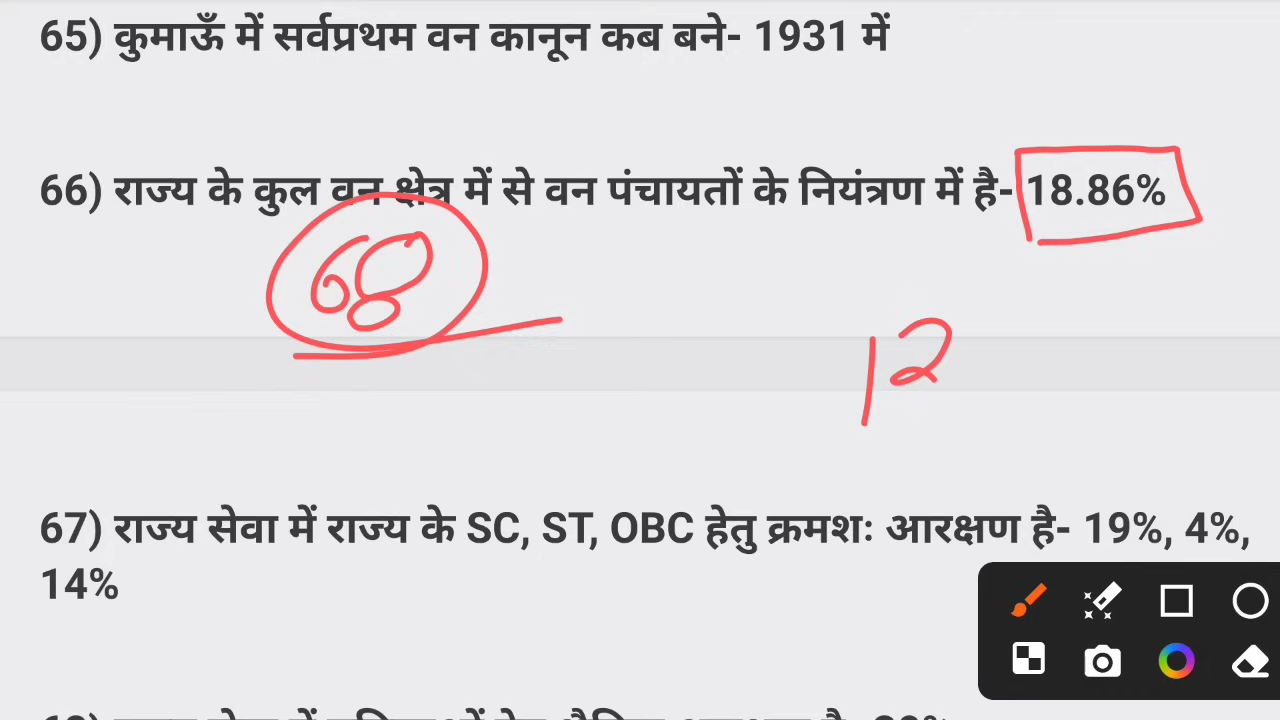 65) कुमाऊँ में सर्वप्रथम वन कानून कब बने- 1931 में
66) राज्य के कुल वन क्षेत्र में से वन पंचायतों के नियंत्रण में है- 18.86%
12
67) राज्य सेवा में राज्य के SC, ST, OBC हेतु क्रमशः आरक्षण है- 19%, 4%,
14%